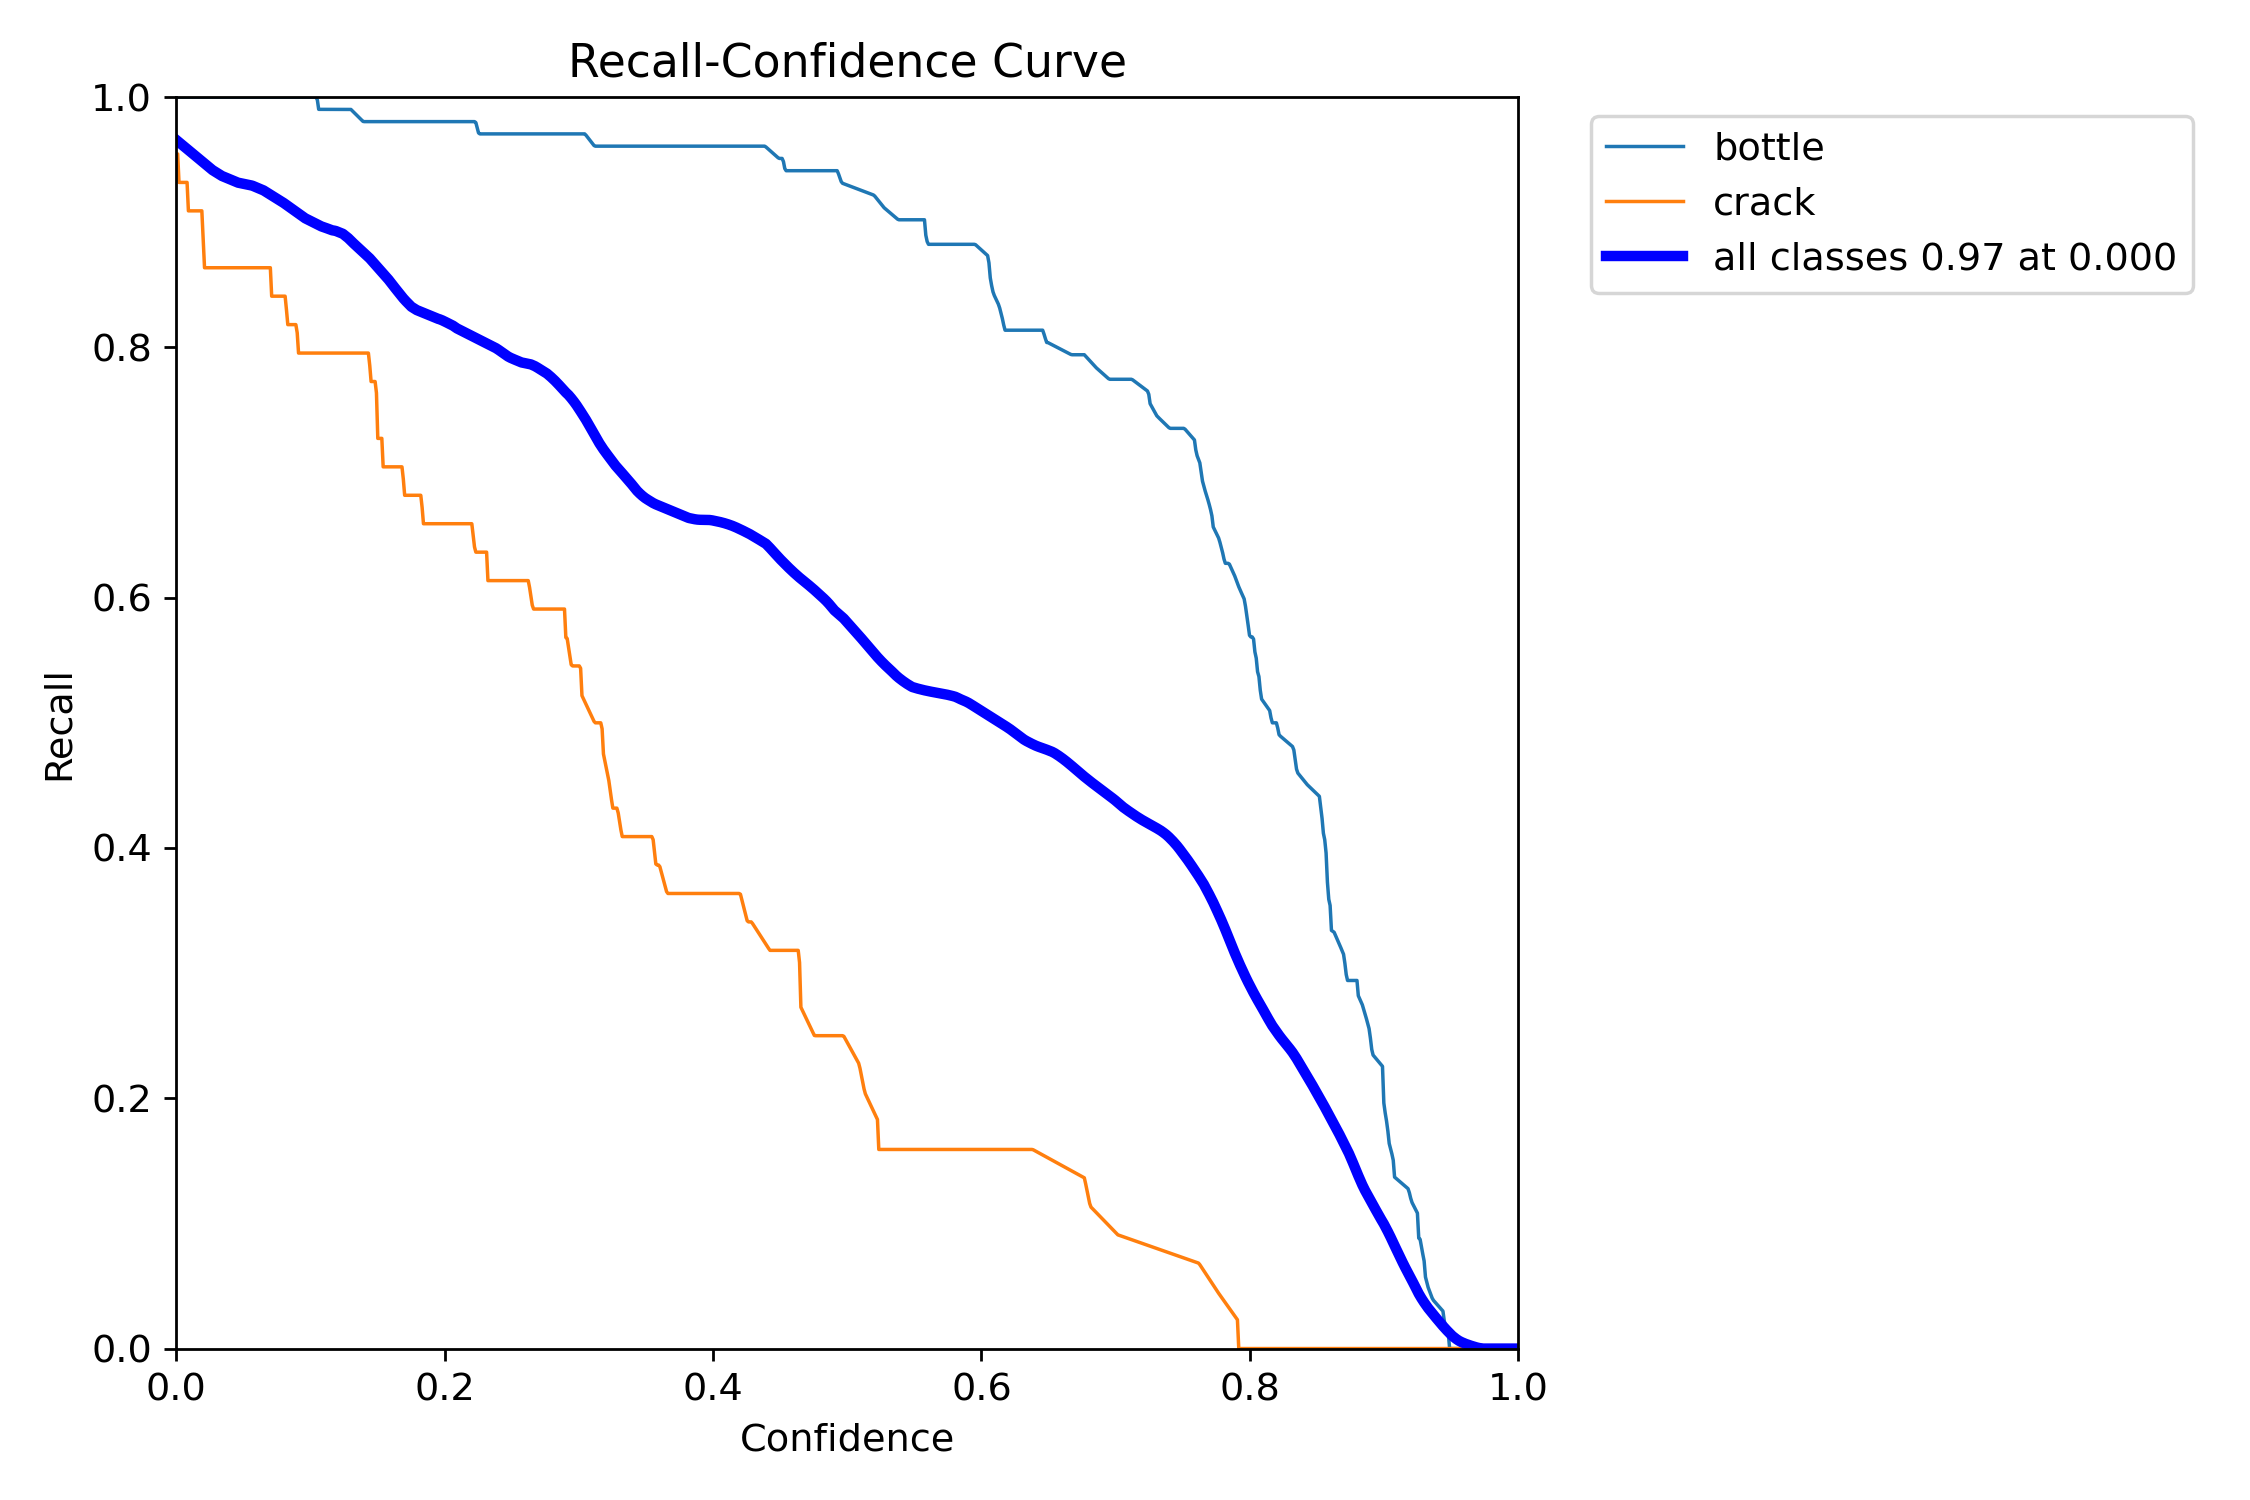 Recall-Confidence Curve
1.0
0.8
0.6
0.4
0.2
0.0
Recall
0.0 0.2 0.4 0.6 0.8 1.0
Confidence
bottle
crack
all classes 0.97 at 0.000